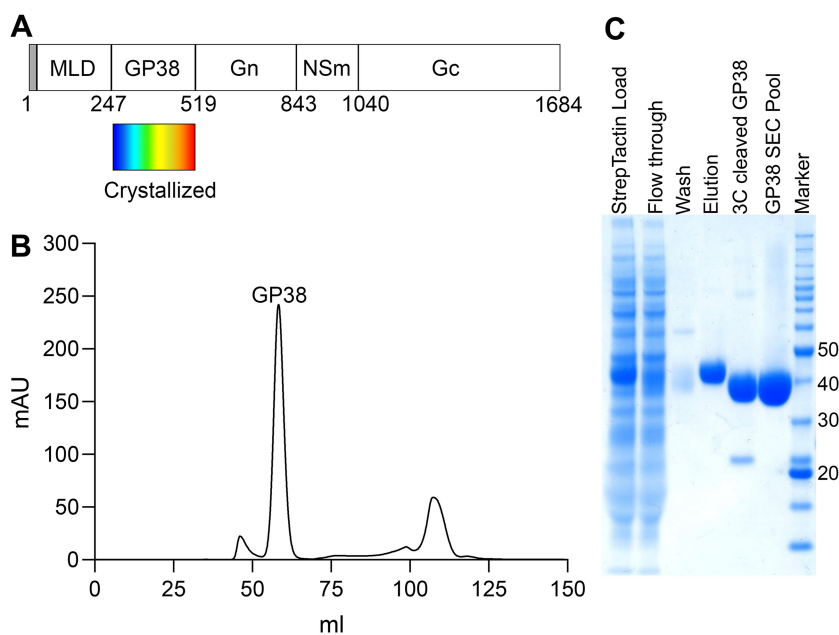 A
MLD GP38 Gn NSm Gc
1 247 519 843 1040 1684
Crystallized
B
300
250
200
150
100
50
0
mAU
GP38
0 25 50 75 100 125 150
ml
C
StrepTactin Load
Flow through
Wash
Elution
3C cleaved GP38
GP38 SEC Pool
Marker
50
40
30
20